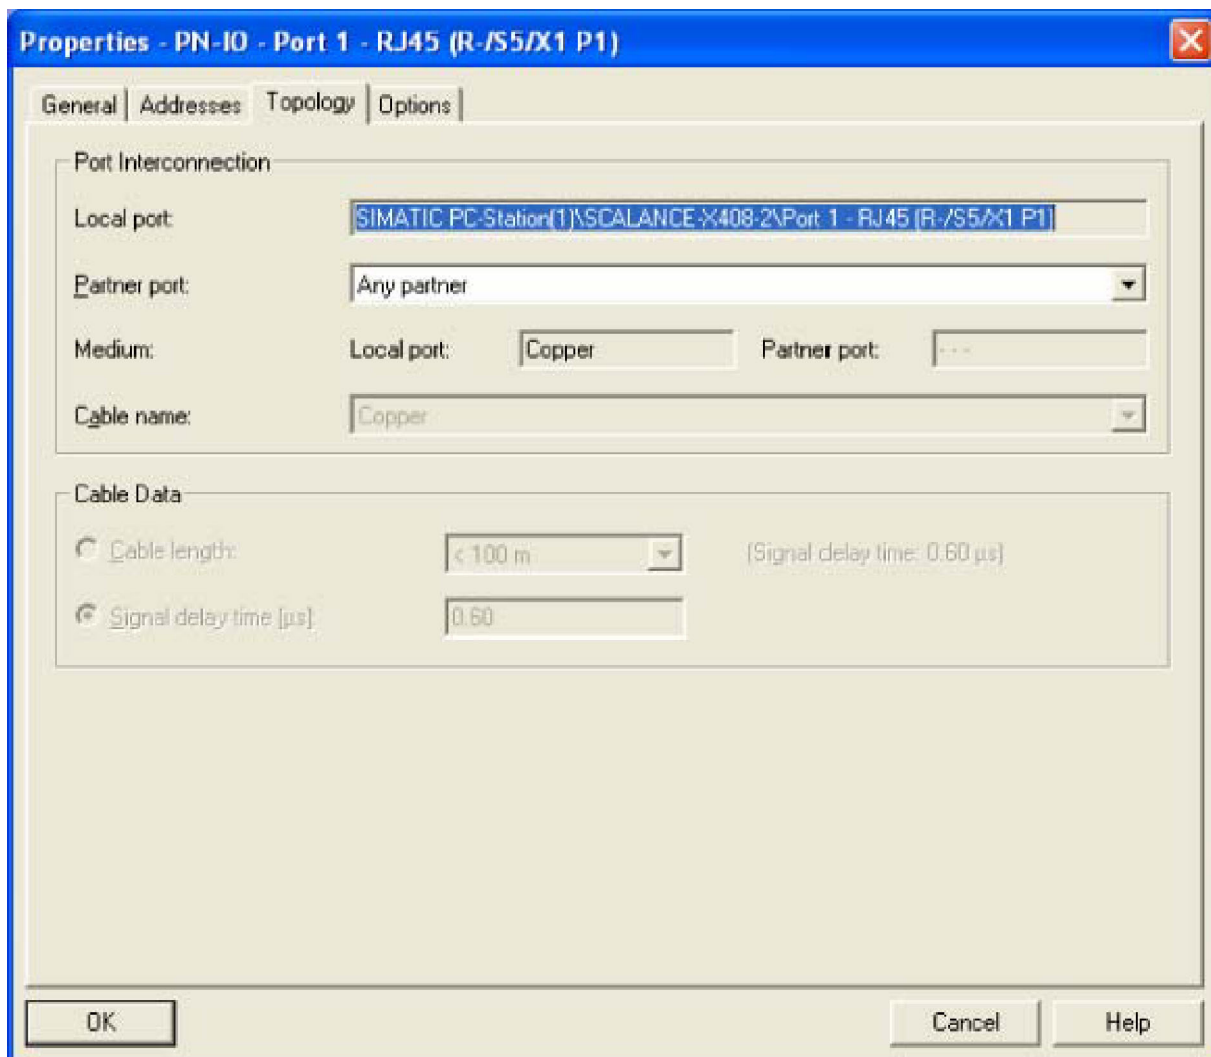 Properties - PN-IO - Port 1 - RJ45 (R-/S5/X1 P1)
General Addresses Topology Options
Port Interconnection
Local port: SIMATIC PC-Station(1)\SCALANCE-X408-2\Port 1 - RJ45 (R-/S5/X1 P1)
Partner port: Any partner
Medium: Local port: Copper Partner port: - - -
Cable name: Copper
Cable Data
Cable length: < 100 m (Signal delay time: 0.60 µs)
Signal delay time [µs]: 0.60
OK Cancel Help